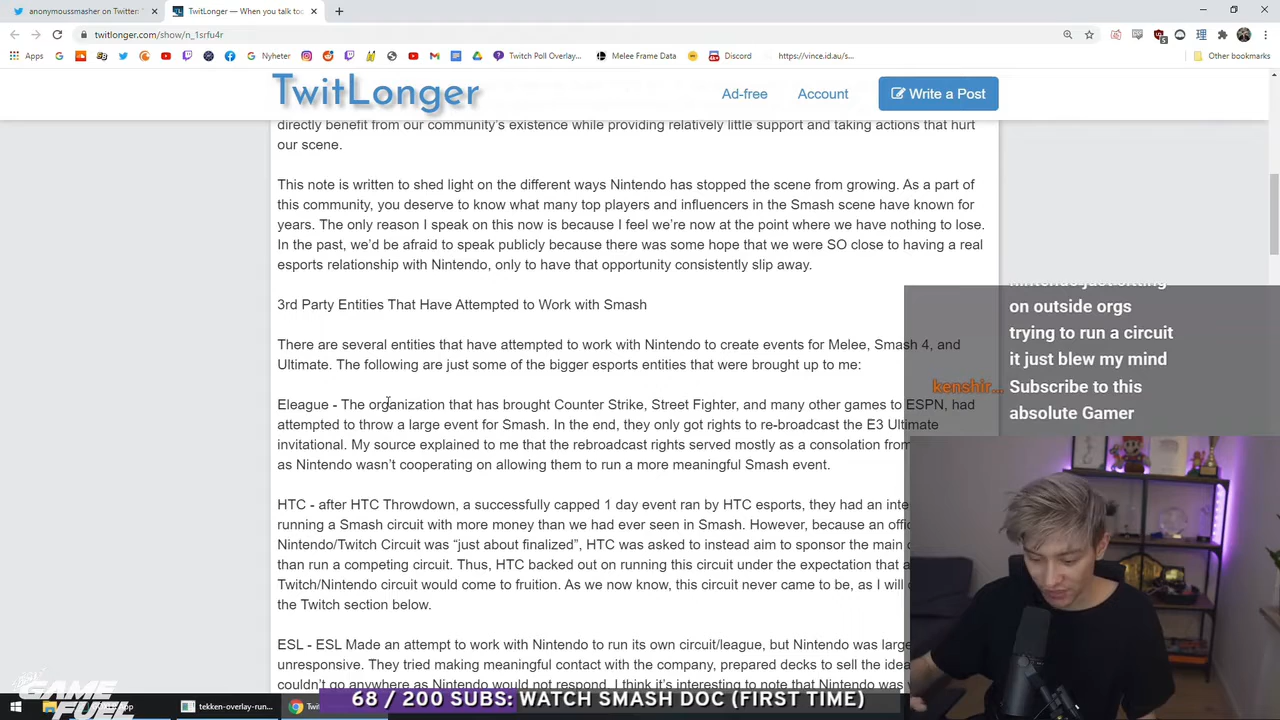 anonymoussmasher on Twitter:
TwitLonger — When you talk to
twitlonger.com/show/n_1srfu4r
Apps
Nyheter
Twitch Poll Overlay...
Melee Frame Data
Discord
https://vince.id.au/s...
Other bookmarks
TwitLonger
Ad-free
Account
Write a Post
directly benefit from our community's existence while providing relatively little support and taking actions that hurt
our scene.
This note is written to shed light on the different ways Nintendo has stopped the scene from growing. As a part of
this community, you deserve to know what many top players and influencers in the Smash scene have known for
years. The only reason I speak on this now is because I feel we're now at the point where we have nothing to lose.
In the past, we'd be afraid to speak publicly because there was some hope that we were SO close to having a real
esports relationship with Nintendo, only to have that opportunity consistently slip away.
3rd Party Entities That Have Attempted to Work with Smash
There are several entities that have attempted to work with Nintendo to create events for Melee, Smash 4, and
Ultimate. The following are just some of the bigger esports entities that were brought up to me:
Eleague - The organization that has brought Counter Strike, Street Fighter, and many other games to ESPN, had
attempted to throw a large event for Smash. In the end, they only got rights to re-broadcast the E3 Ultimate
invitational. My source explained to me that the rebroadcast rights served mostly as a consolation from
as Nintendo wasn't cooperating on allowing them to run a more meaningful Smash event.
HTC - after HTC Throwdown, a successfully capped 1 day event ran by HTC esports, they had an inte
running a Smash circuit with more money than we had ever seen in Smash. However, because an offi
Nintendo/Twitch Circuit was "just about finalized", HTC was asked to instead aim to sponsor the main
than run a competing circuit. Thus, HTC backed out on running this circuit under the expectation that a
Twitch/Nintendo circuit would come to fruition. As we now know, this circuit never came to be, as I will
the Twitch section below.
ESL - ESL Made an attempt to work with Nintendo to run its own circuit/league, but Nintendo was large
unresponsive. They tried making meaningful contact with the company, prepared decks to sell the idea
couldn't go anywhere as Nintendo would not respond. I think it's interesting to note that Nintendo was
on outside orgs
trying to run a circuit
it just blew my mind
kenshir... Subscribe to this
absolute Gamer
GAME
FUEL
tekken-overlay-run...
68 / 200 SUBS: WATCH SMASH DOC (FIRST TIME)